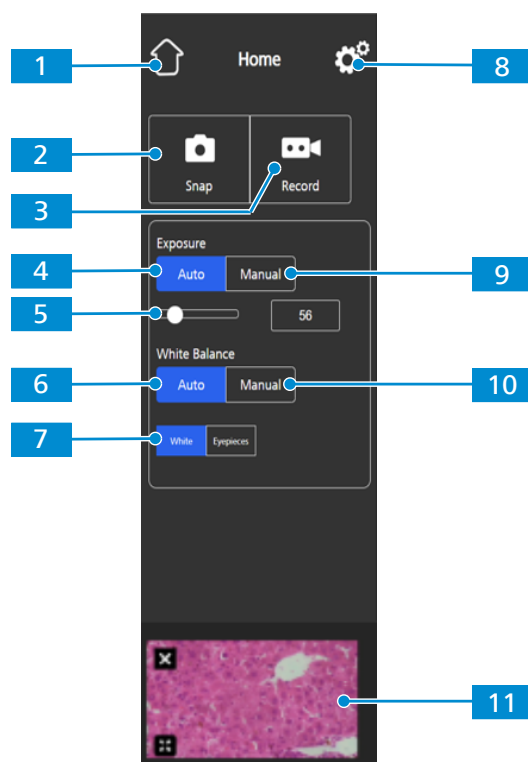 1
Home
8
2
Snap
Record
3
Exposure
4
Auto
Manual
9
5
56
White Balance
6
Auto
Manual
10
7
White
Eyepieces
11